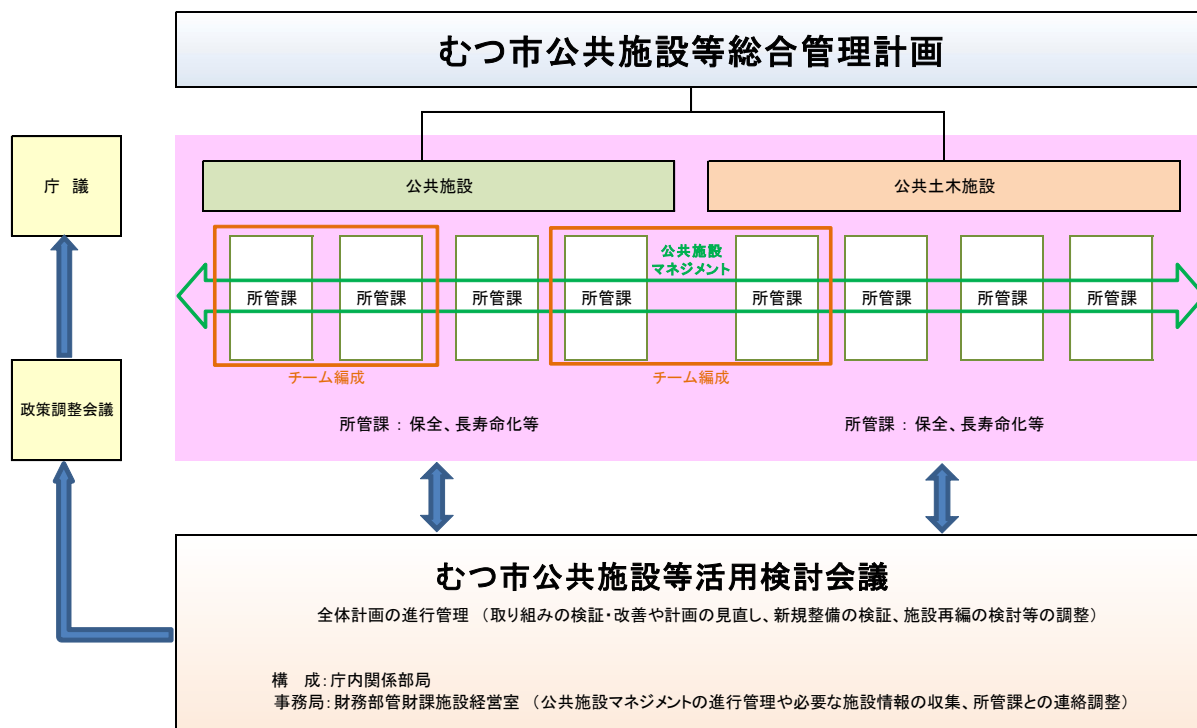 むつ市公共施設等総合管理計画
庁 議
公共施設
公共土木施設
公共施設
マネジメント
所管課
所管課
所管課
所管課
所管課
所管課
所管課
所管課
チーム編成
チーム編成
政策調整会議
所管課 : 保全、長寿命化等
所管課 : 保全、長寿命化等
むつ市公共施設等活用検討会議
全体計画の進行管理 (取り組みの検証・改善や計画の見直し、新規整備の検証、施設再編の検討等の調整)
構 成:庁内関係部局
事務局:財務部管財課施設経営室 (公共施設マネジメントの進行管理や必要な施設情報の収集、所管課との連絡調整)